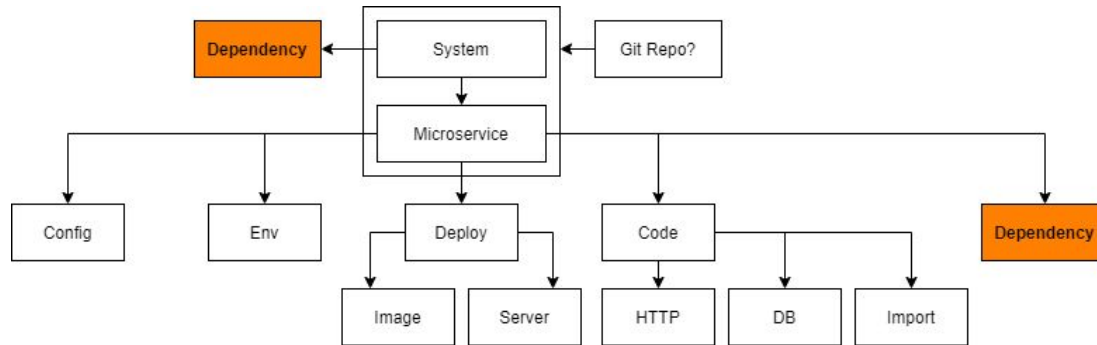 Dependency
System
Git Repo?
Microservice
Config
Env
Deploy
Code
Dependency
Image
Server
HTTP
DB
Import